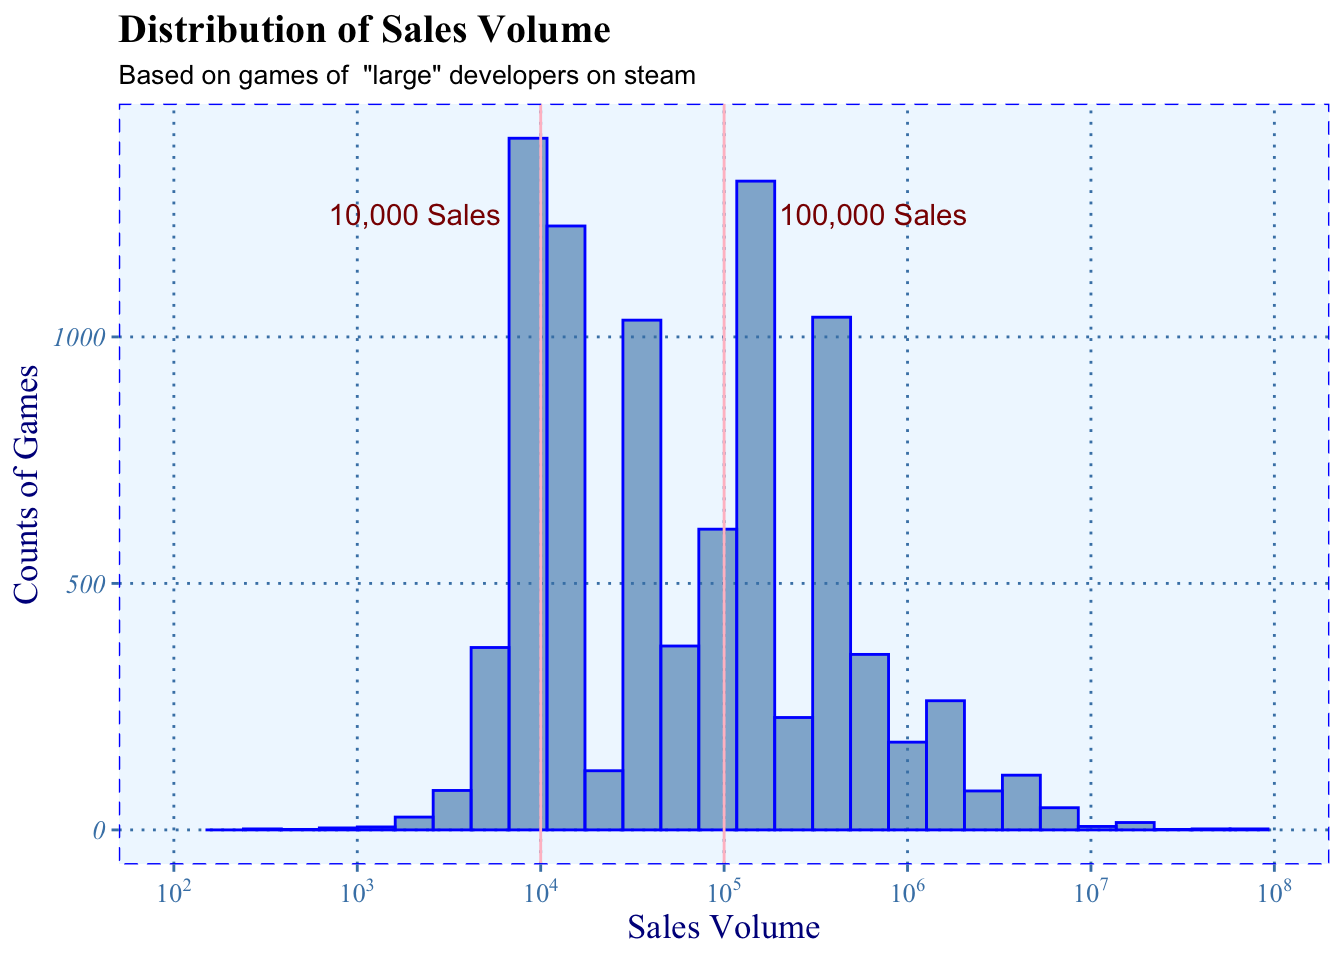 Distribution of Sales Volume
Based on games of  "large" developers on steam
10,000 Sales
100,000 Sales
Counts of Games
1000
500
0
10² 10³ 10⁴ 10⁵ 10⁶ 10⁷ 10⁸
Sales Volume